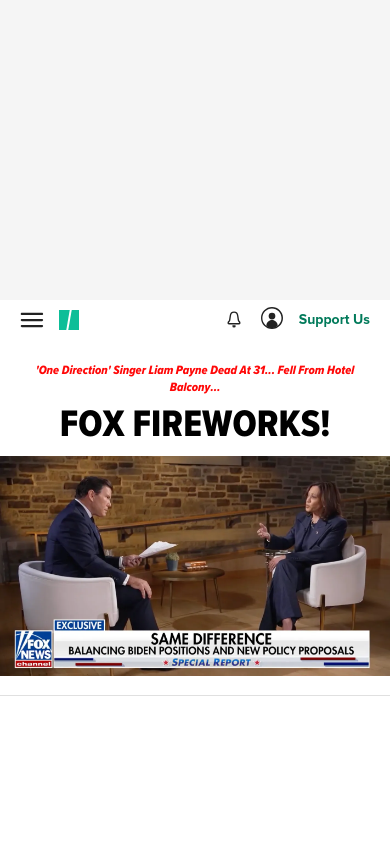 Support Us
'One Direction' Singer Liam Payne Dead At 31... Fell From Hotel
Balcony...
FOX FIREWORKS!
EXCLUSIVE
FOX
NEWS
channel
SAME DIFFERENCE
BALANCING BIDEN POSITIONS AND NEW POLICY PROPOSALS
★ SPECIAL REPORT ★